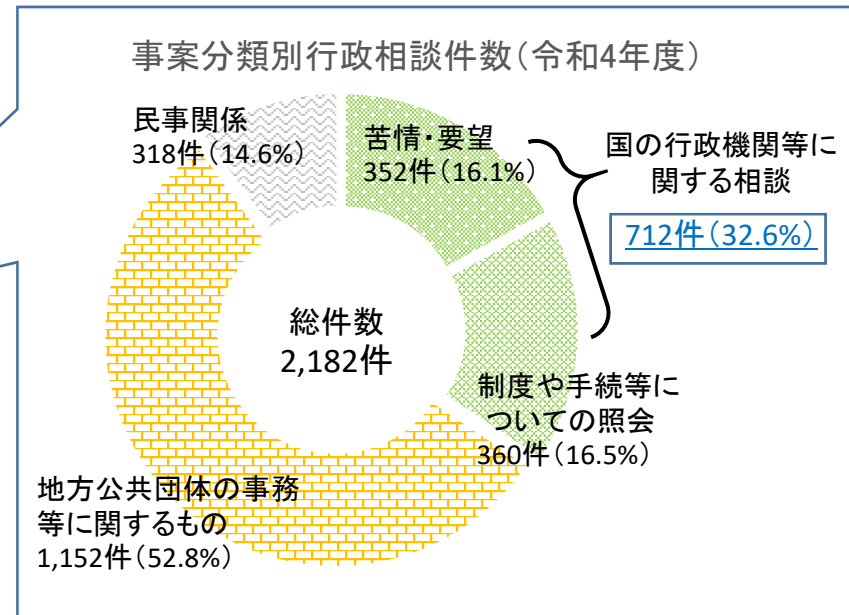 事案分類別行政相談件数(令和4年度)
民事関係
318件(14.6%)
苦情・要望
352件(16.1%)
国の行政機関等に
関する相談
712件(32.6%)
総件数
2,182件
制度や手続等に
ついての照会
360件(16.5%)
地方公共団体の事務
等に関するもの
1,152件(52.8%)